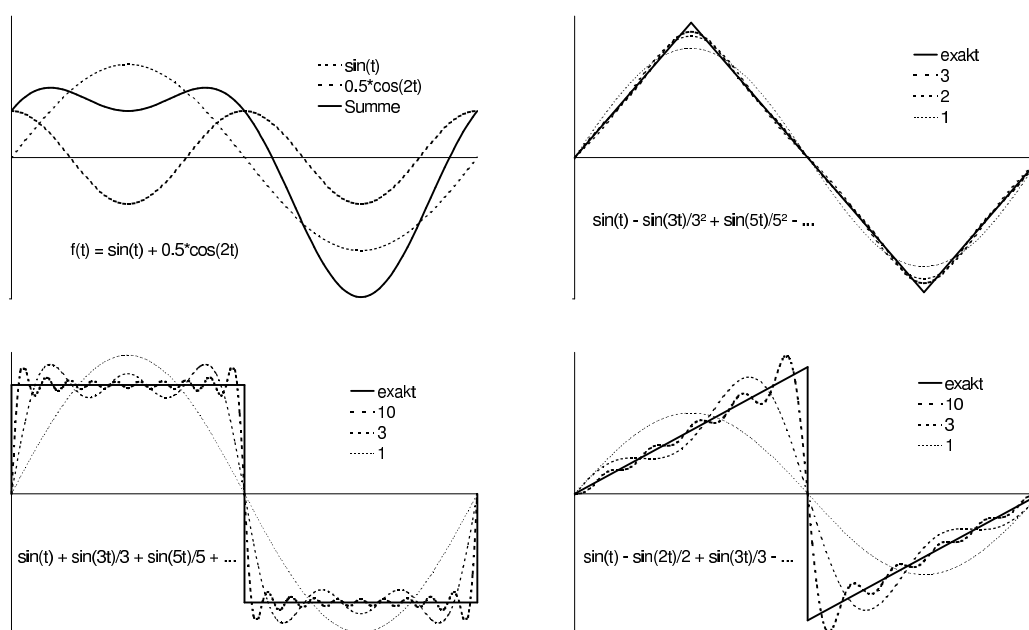 sin(t)
0.5*cos(2t)
Summe
f(t) = sin(t) + 0.5*cos(2t)
exakt
3
2
1
sin(t) - sin(3t)/3² + sin(5t)/5² - ...
exakt
10
3
1
sin(t) + sin(3t)/3 + sin(5t)/5 + ...
exakt
10
3
1
sin(t) - sin(2t)/2 + sin(3t)/3 - ...